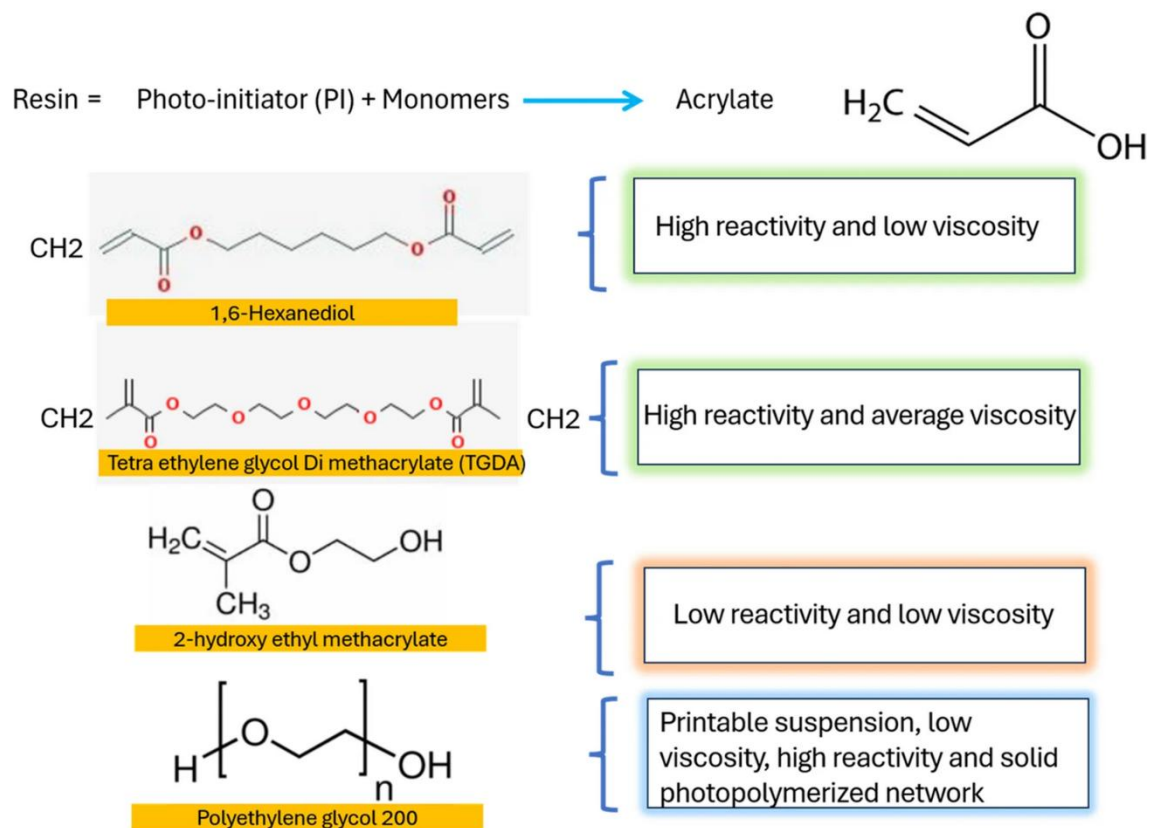 O
Resin = Photo-initiator (PI) + Monomers Acrylate H₂C OH
O
O
High reactivity and low viscosity
CH2 O
O
1,6-Hexanediol
O O O
CH2 O O CH2 High reactivity and average viscosity
O O
Tetra ethylene glycol Di methacrylate (TGDA)
O
H₂C OH
O
CH₃ Low reactivity and low viscosity
2-hydroxy ethyl methacrylate
O
H OH
n
Printable suspension, low
viscosity, high reactivity and solid
photopolymerized network
Polyethylene glycol 200